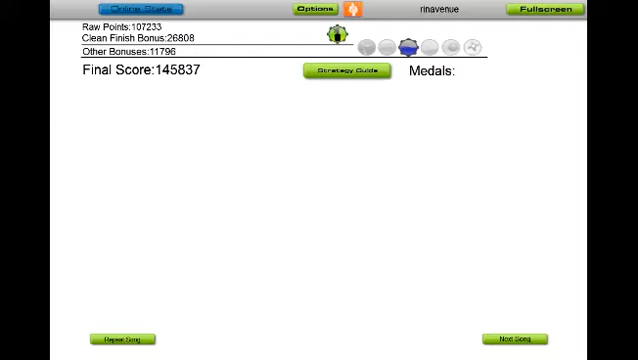 Online Stats
Options
rinavenue
Fullscreen
Raw Points:107233
Clean Finish Bonus:26808
Other Bonuses:11796
Final Score:145837
Strategy Guide
Medals:
Repeat Song
Next Song